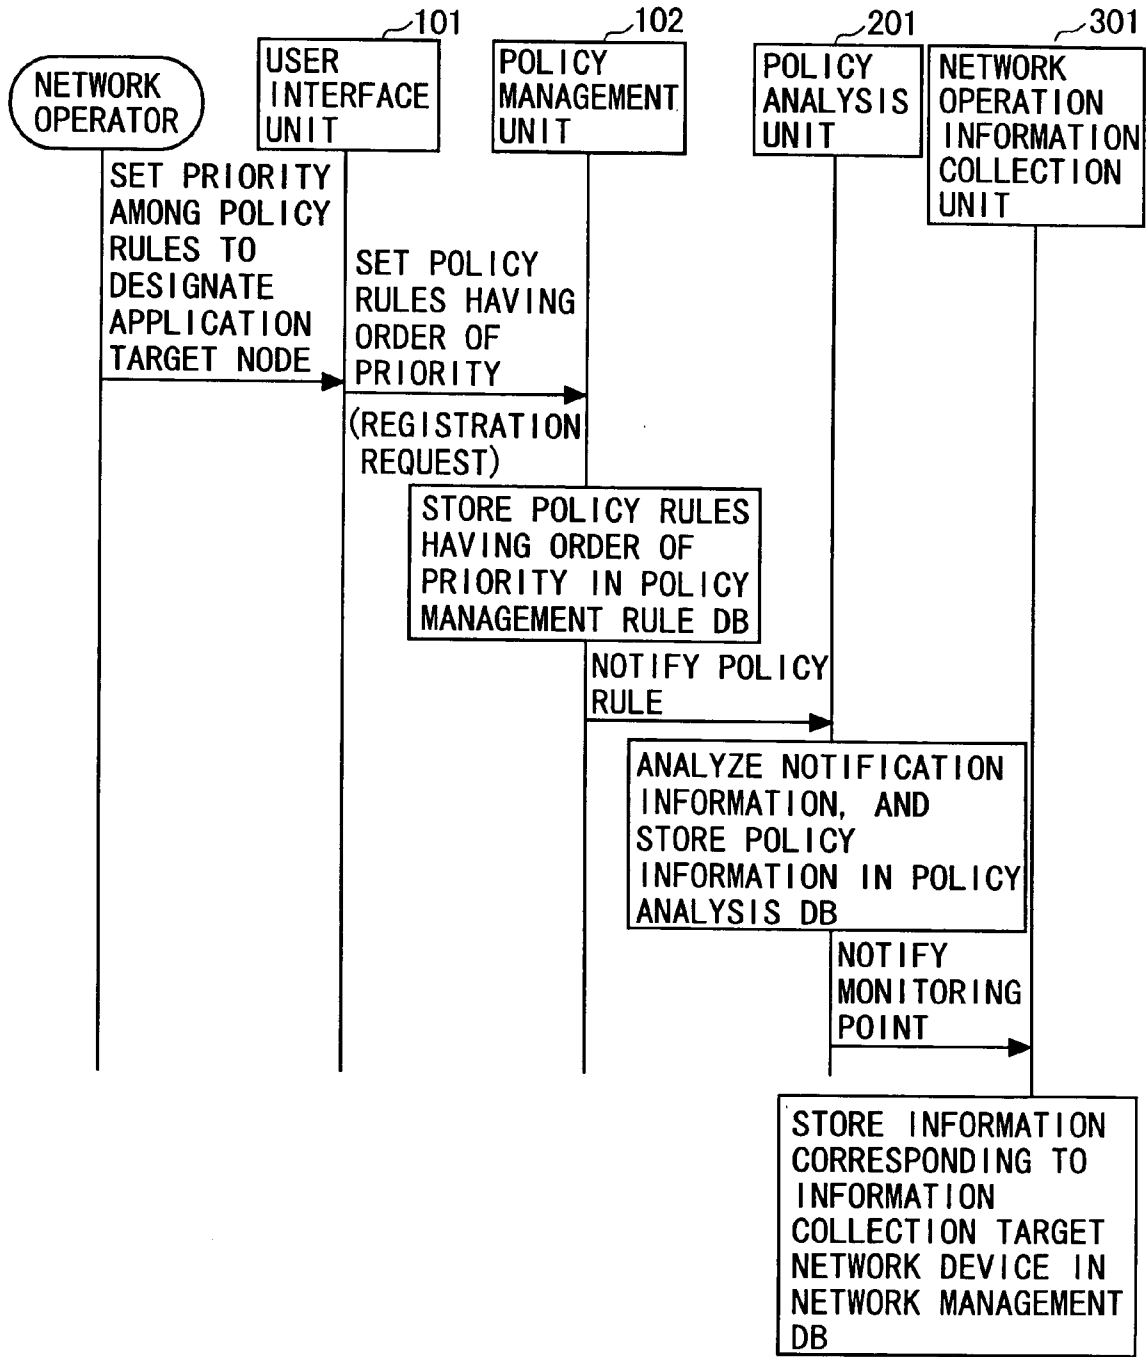 101
102
201
301
NETWORK
OPERATOR
USER
INTERFACE
UNIT
POLICY
MANAGEMENT
UNIT
POLICY
ANALYSIS
UNIT
NETWORK
OPERATION
INFORMATION
COLLECTION
UNIT
SET PRIORITY
AMONG POLICY
RULES TO
DESIGNATE
APPLICATION
TARGET NODE
SET POLICY
RULES HAVING
ORDER OF
PRIORITY
(REGISTRATION
REQUEST)
STORE POLICY RULES
HAVING ORDER OF
PRIORITY IN POLICY
MANAGEMENT RULE DB
NOTIFY POLICY
RULE
ANALYZE NOTIFICATION
INFORMATION, AND
STORE POLICY
INFORMATION IN POLICY
ANALYSIS DB
NOTIFY
MONITORING
POINT
STORE INFORMATION
CORRESPONDING TO
INFORMATION
COLLECTION TARGET
NETWORK DEVICE IN
NETWORK MANAGEMENT
DB